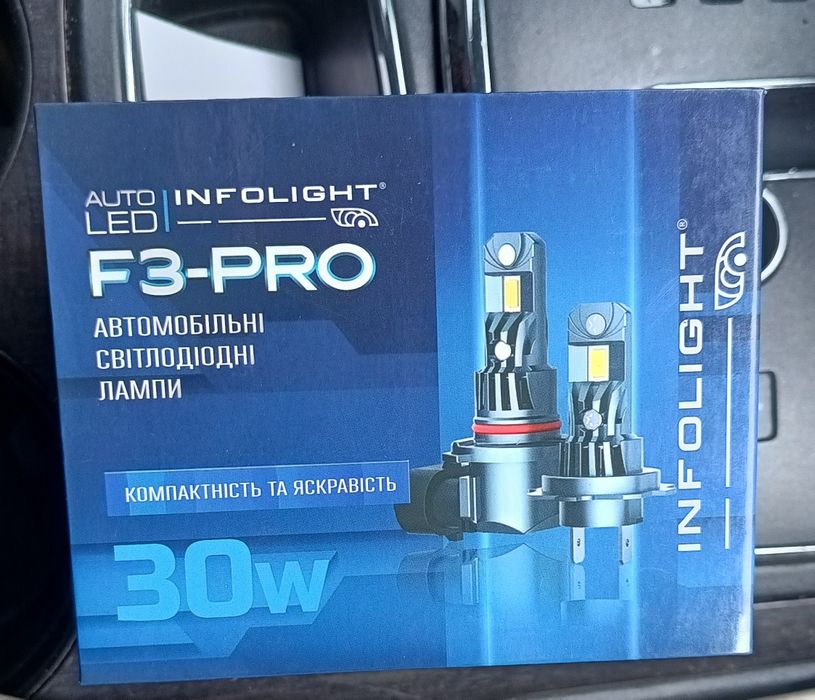 AUTO LED
INFOLIGHT®
F3-PRO
АВТОМОБІЛЬНІ
СВІТЛОДІОДНІ
ЛАМПИ
КОМПАКТНІСТЬ ТА ЯСКРАВІСТЬ
30W
INFOLIGHT®